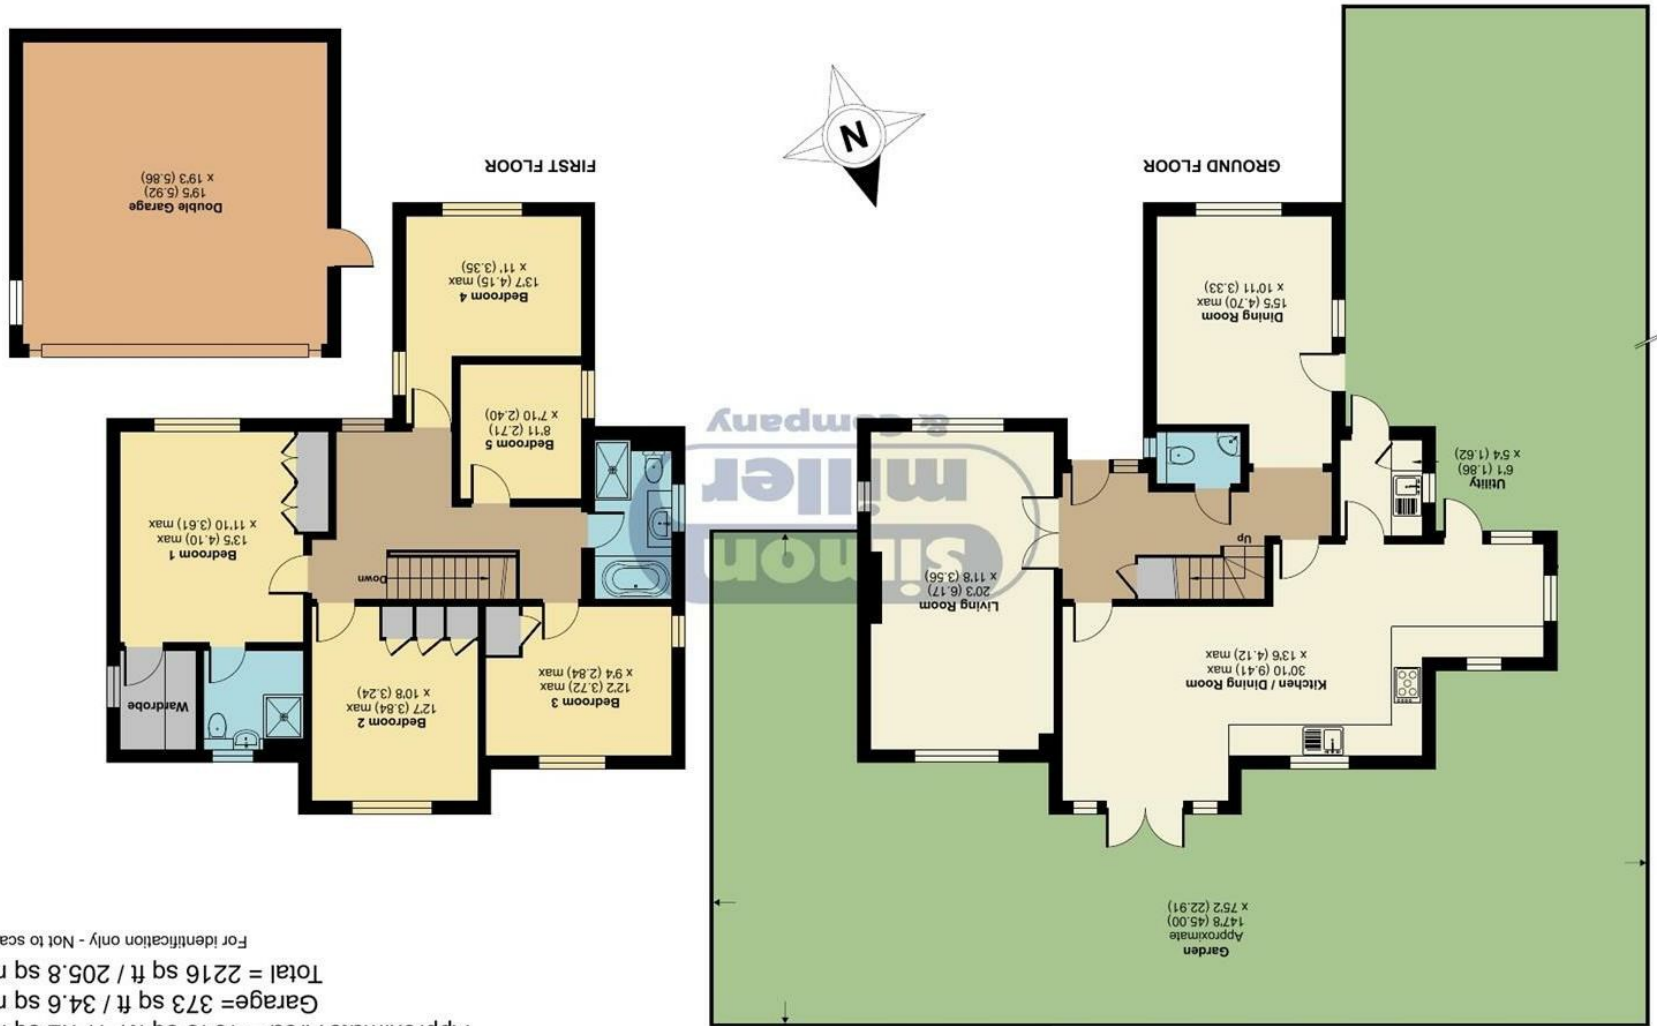 Approximate Area
Garage= 373 sq ft / 34.6 sq
Total = 2216 sq ft / 205.8 sq
For identification only - Not to sca
Garden
Approximate
147'8 (45.00)
x 75'2 (22.91)
Kitchen / Dining Room
30'10 (9.41) max
x 13'6 (4.12) max
Living Room
20'3 (6.17)
x 11'8 (3.56)
Up
Utility
6'1 (1.86)
x 5'4 (1.62)
Dining Room
15'5 (4.70) max
x 10'11 (3.33)
GROUND FLOOR
simon
miller
& company
N
Bedroom 3
12'2 (3.72) max
x 9'4 (2.84) max
Bedroom 2
12'7 (3.84) max
x 10'8 (3.24)
Wardrobe
Down
Bedroom 1
13'5 (4.10) max
x 11'10 (3.61) max
Bedroom 5
8'11 (2.71)
x 7'10 (2.40)
Bedroom 4
13'7 (4.15) max
x 11' (3.35)
FIRST FLOOR
Double Garage
19'5 (5.92)
x 19'3 (5.86)